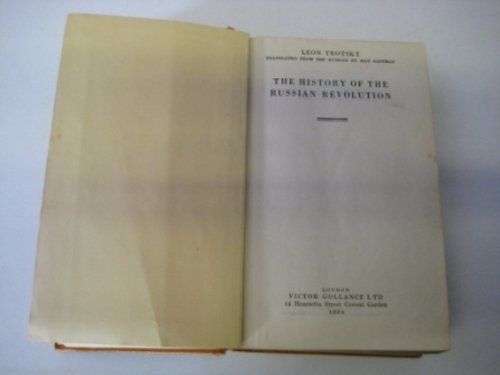 LEON TROTSKY
TRANSLATED FROM THE RUSSIAN BY MAX EASTMAN
THE HISTORY OF THE
RUSSIAN REVOLUTION
LONDON
VICTOR GOLLANCZ LTD
14 Henrietta Street Covent Garden
1934